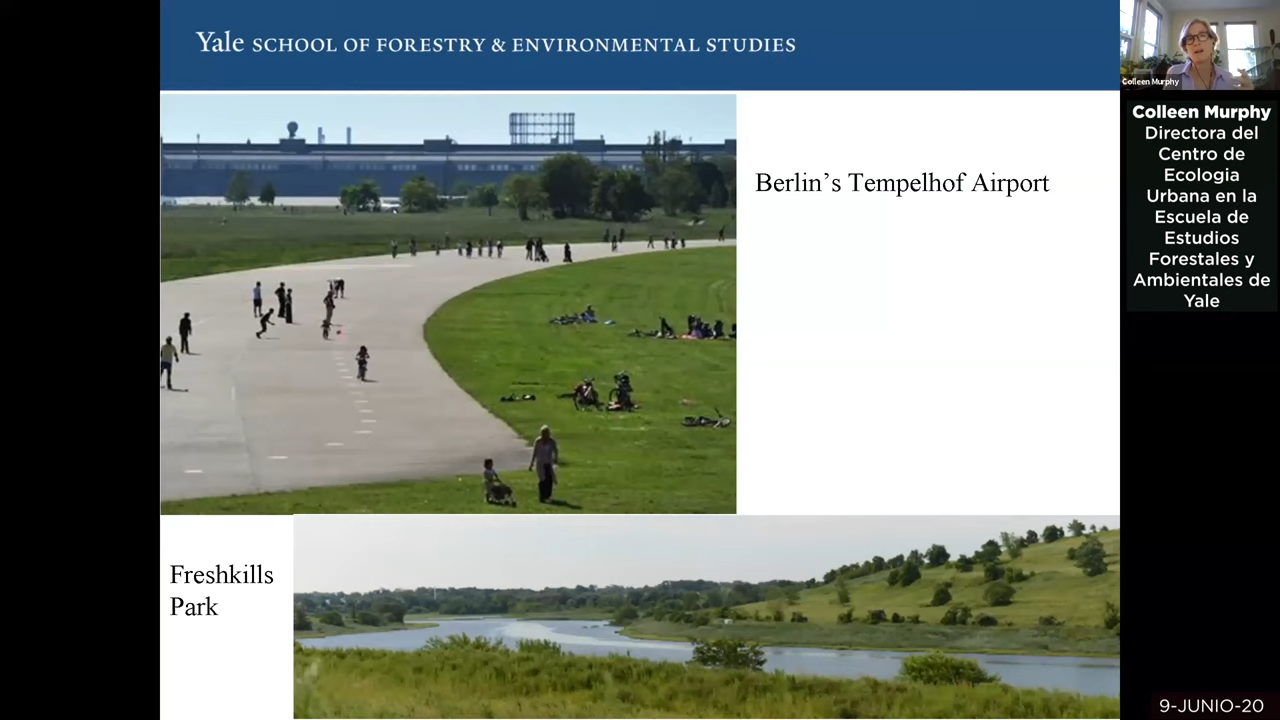 Yale SCHOOL OF FORESTRY & ENVIRONMENTAL STUDIES
Berlin’s Tempelhof Airport
Freshkills
Park
Colleen Murphy
Colleen Murphy
Directora del
Centro de
Ecologia
Urbana en la
Escuela de
Estudios
Forestales y
Ambientales de
Yale
9-JUNIO-20